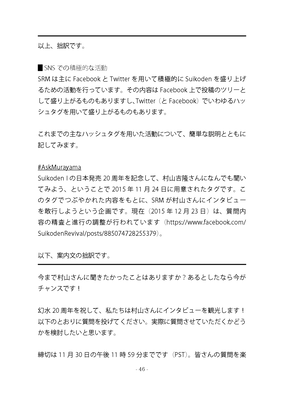 以上、拙訳です。
■SNS での積極的な活動
SRM は主に Facebook と Twitter を用いて積極的に Suikoden を盛り上げ
るための活動を行っています。その内容は Facebook 上で投稿のツリーと
して盛り上がるものもありますし、Twitter（と Facebook）でいわゆるハッ
シュタグを用いて盛り上がるものもあります。
これまでの主なハッシュタグを用いた活動について、簡単な説明とともに
記してみます。
#AskMurayama
Suikoden I の日本発売 20 周年を記念して、村山吉隆さんになんでも聞い
てみよう、ということで 2015 年 11 月 24 日に用意されたタグです。こ
のタグでつぶやかれた内容をもとに、SRM が村山さんにインタビュー
を敢行しようという企画です。現在（2015 年 12 月 23 日）は、質問内
容の精査と進行の調整が行われています（https://www.facebook.com/
SuikodenRevival/posts/885074728255379）。
以下、案内文の拙訳です。
今まで村山さんに聞きたかったことはありますか？あるとしたなら今が
チャンスです！
幻水 20 周年を祝して、私たちは村山さんにインタビューを観光します！
以下のとおりに質問を投げてください。実際に質問させていただくかどう
かを検討したいと思います。
締切は 11 月 30 日の午後 11 時 59 分までです（PST）。皆さんの質問を楽
- 46 -